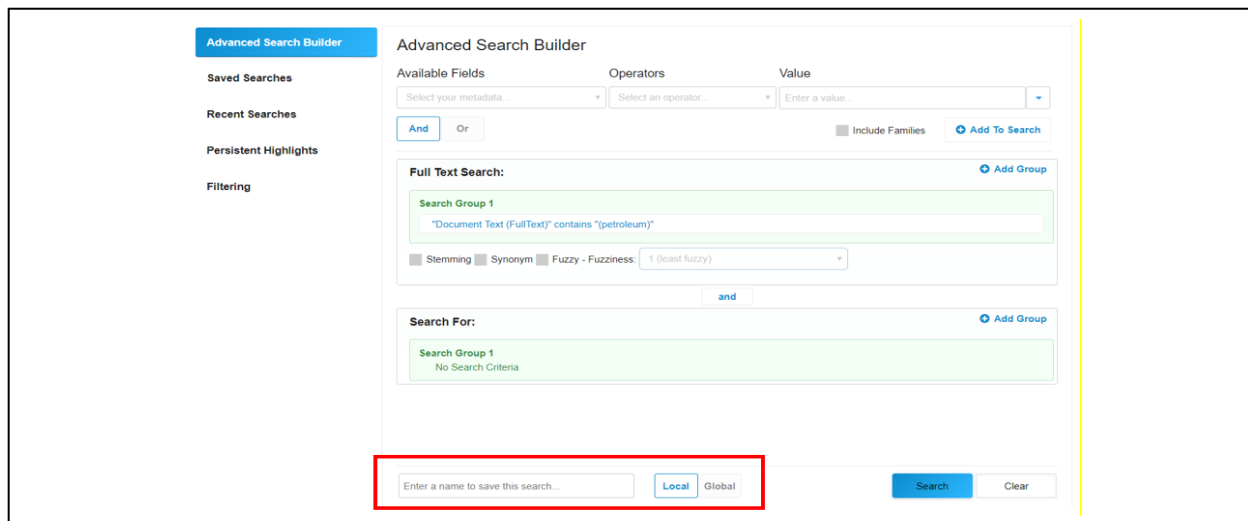 Advanced Search Builder
Saved Searches
Recent Searches
Persistent Highlights
Filtering
Advanced Search Builder
Available Fields Operators Value
Select your metadata... Select an operator... Enter a value...
And Or Include Families Add To Search
Full Text Search: Add Group
Search Group 1
"Document Text (FullText)" contains "(petroleum)"
Stemming Synonym Fuzzy - Fuzziness: 1 (least fuzzy)
and
Search For: Add Group
Search Group 1
No Search Criteria
Enter a name to save this search... Local Global Search Clear